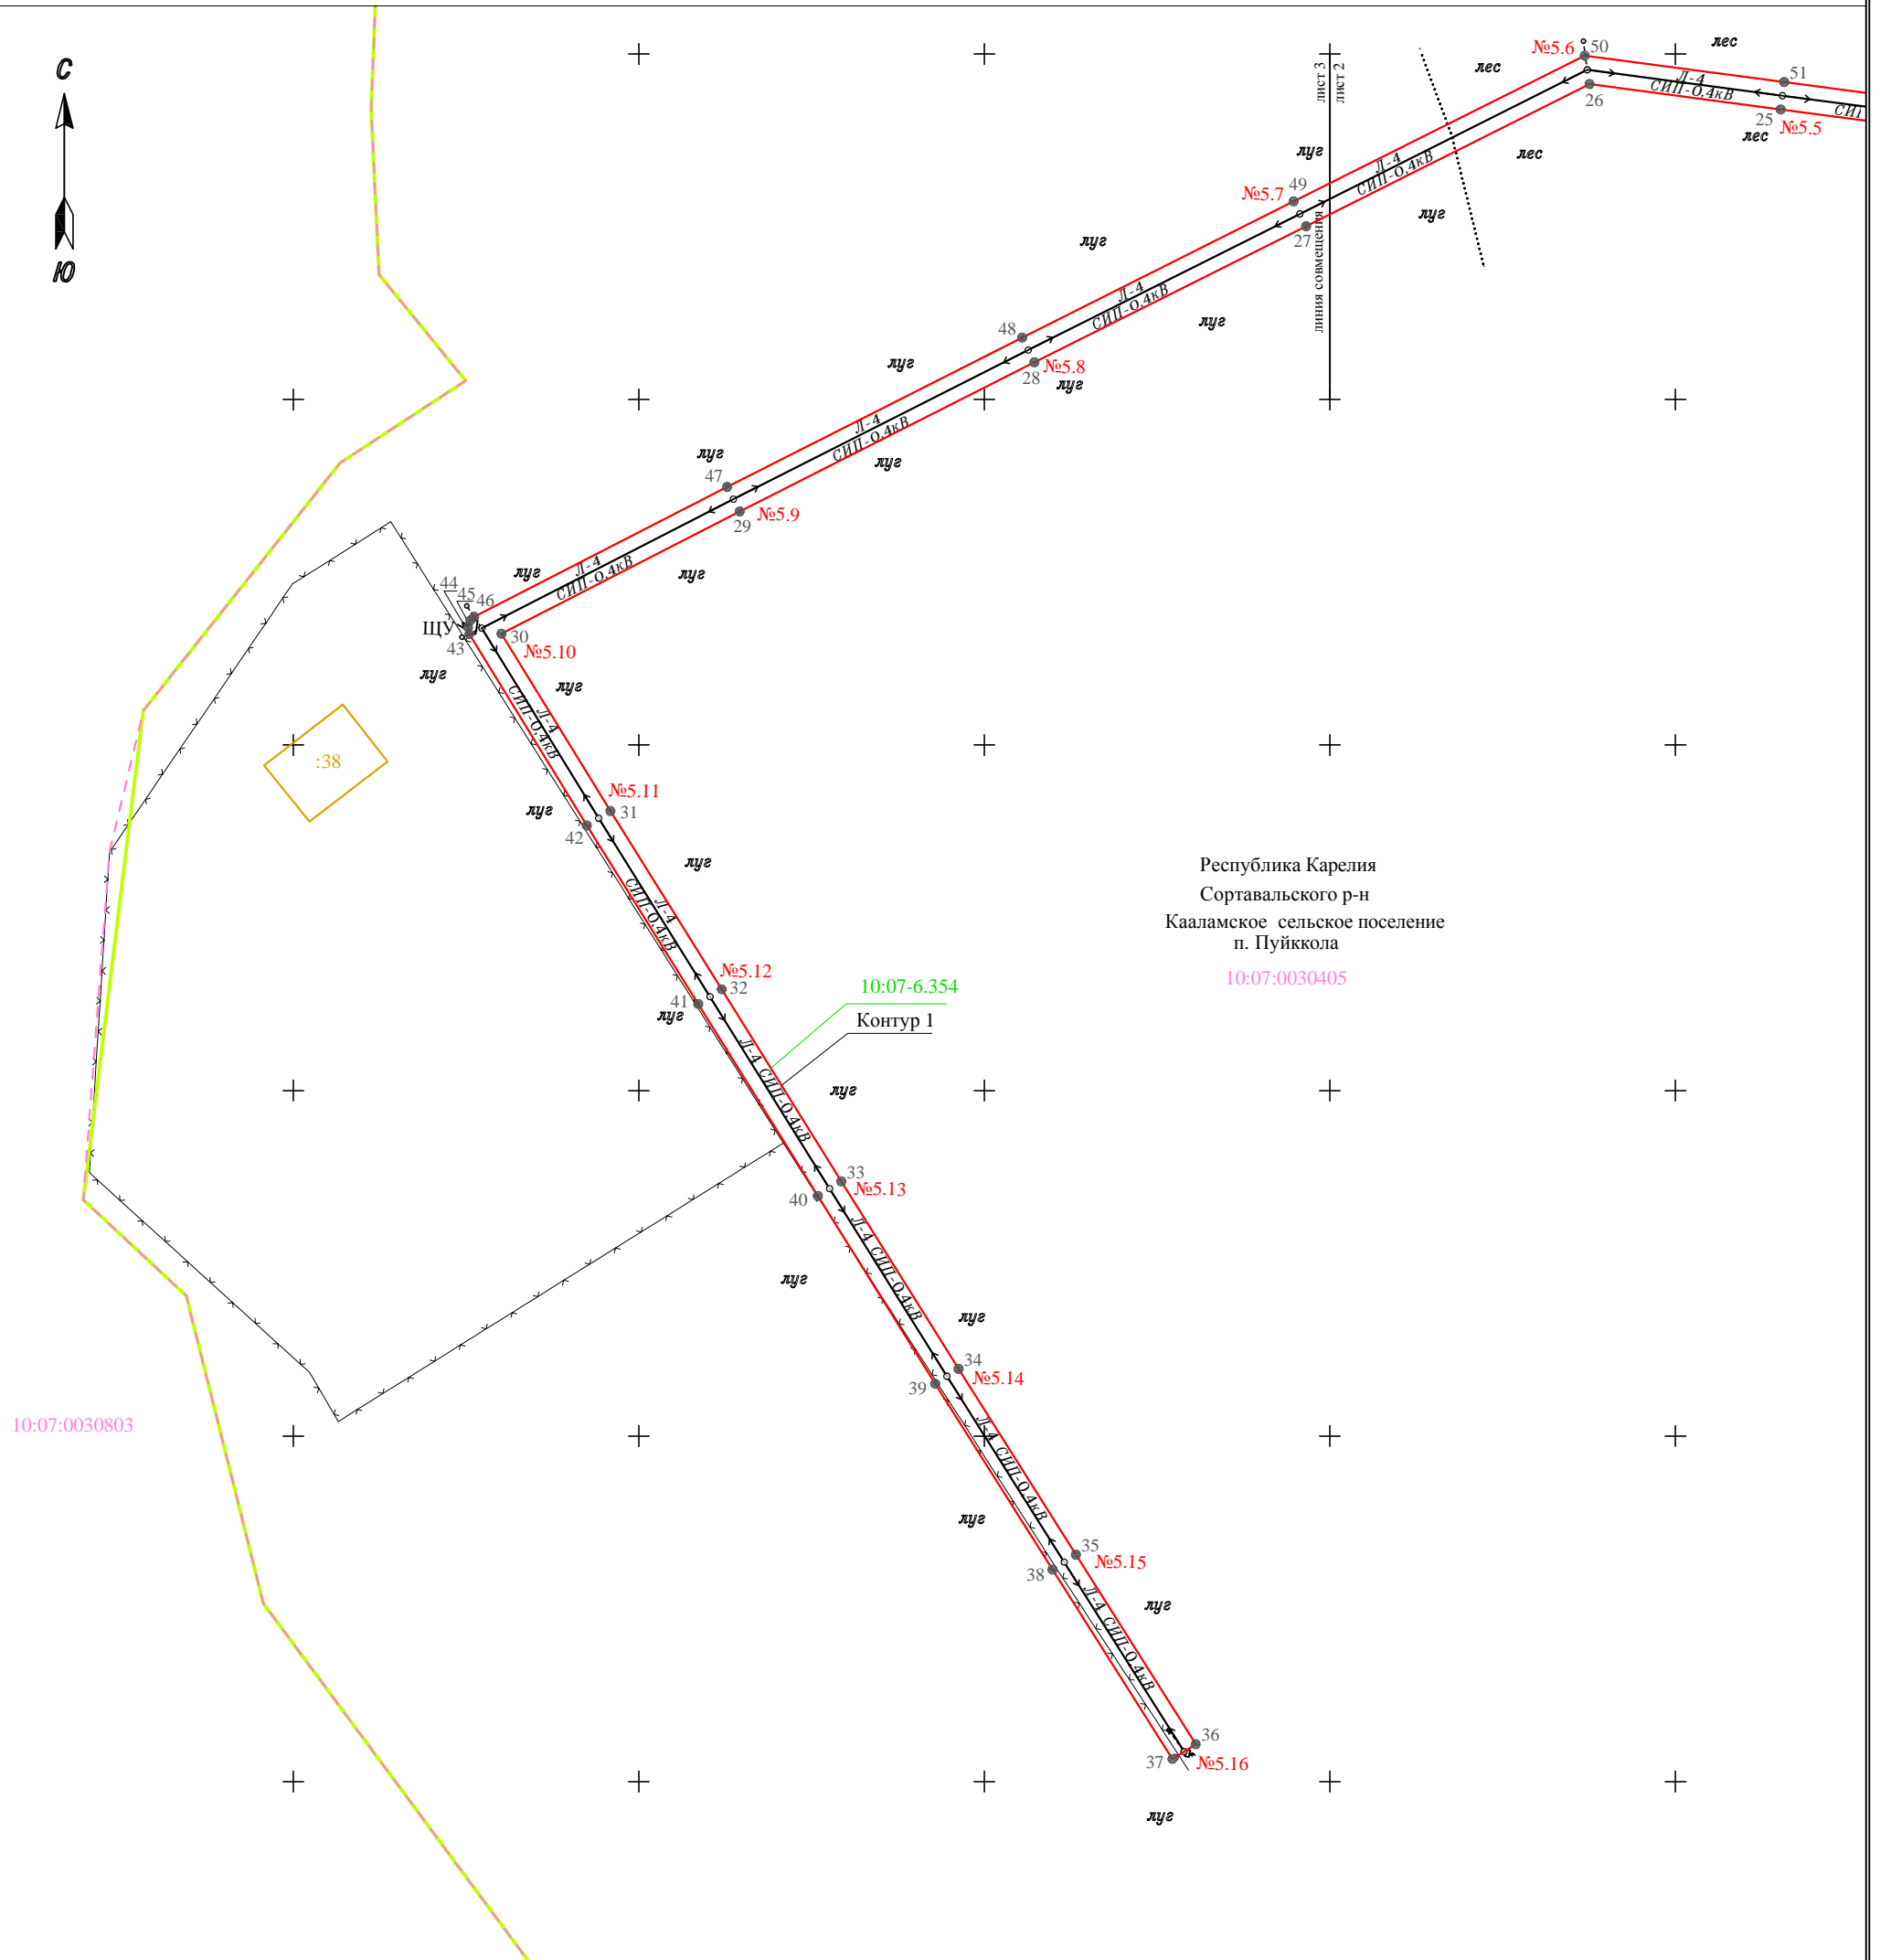 С
Ю
лист 3
лист 2
линия совмещения
№5.6
50
лес
51
лес
Л-4
СИП-0,4кВ
26
25
№5.5
СИП
лес
лес
луг
Л-4
СИП-0,4кВ
49
№5.7
27
луг
луг
Л-4
СИП-0,4кВ
луг
48
№5.8
28
луг
луг
Л-4
СИП-0,4кВ
луг
луг
47
№5.9
29
Л-4
СИП-0,4кВ
луг
луг
44
45
46
ЩУ
43
30
№5.10
луг
луг
Л-4
СИП-0,4кВ
:38
№5.11
31
луг
42
луг
Л-4
СИП-0,4кВ
Республика Карелия
Сортавальского р-н
Кааламское сельское поселение
п. Пуйккола
10:07:0030405
№5.12
32
10:07-6.354
41
луг
Контур 1
Л-4 СИП-0,4кВ
луг
33
№5.13
40
Л-4 СИП-0,4кВ
луг
луг
34
№5.14
39
10:07:0030803
Л-4 СИП-0,4кВ
луг
35
№5.15
38
Л-4 СИП-0,4кВ
луг
36
37
№5.16
луг